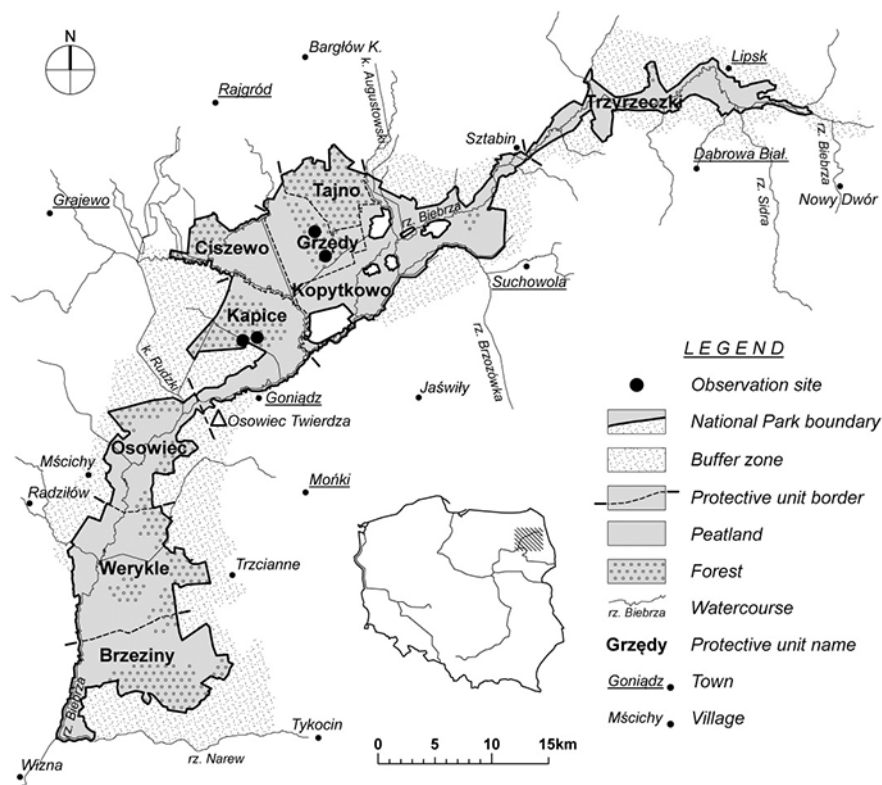 N
Bargłów K.
k. Augustowski
Lipsk
Rajgród
Trzyrzeczki
Sztabin
Dąbrowa Biał.
rz. Biebrza
Nowy Dwór
rz. Sidra
Grajewo
Tajno
rz. Biebrza
Ciszewo
Grzędy
Suchowola
Kopytkowo
Kapice
rz. Brzozówka
k. Rudzki
Goniądz
Jaświły
Osowiec Twierdza
Osowiec
Mścichy
Radziłów
Mońki
Werykle
Trzcianne
Brzeziny
rz. Biebrza
Tykocin
rz. Narew
Wizna
LEGEND
Observation site
National Park boundary
Buffer zone
Protective unit border
Peatland
Forest
rz. Biebrza Watercourse
Grzędy Protective unit name
Goniądz Town
Mścichy Village
0 5 10 15km